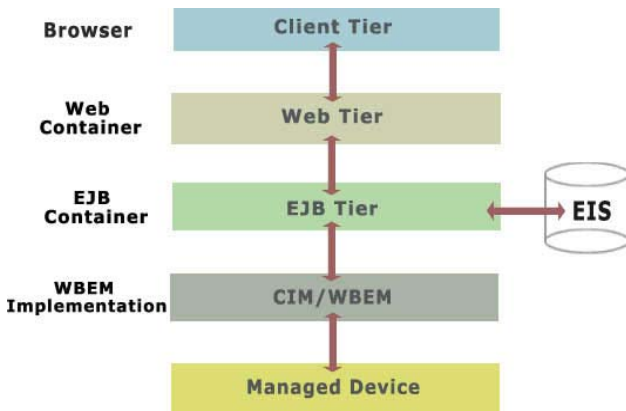 Browser
Client Tier
Web
Container
Web Tier
EJB
Container
EJB Tier
EIS
WBEM
Implementation
CIM/WBEM
Managed Device